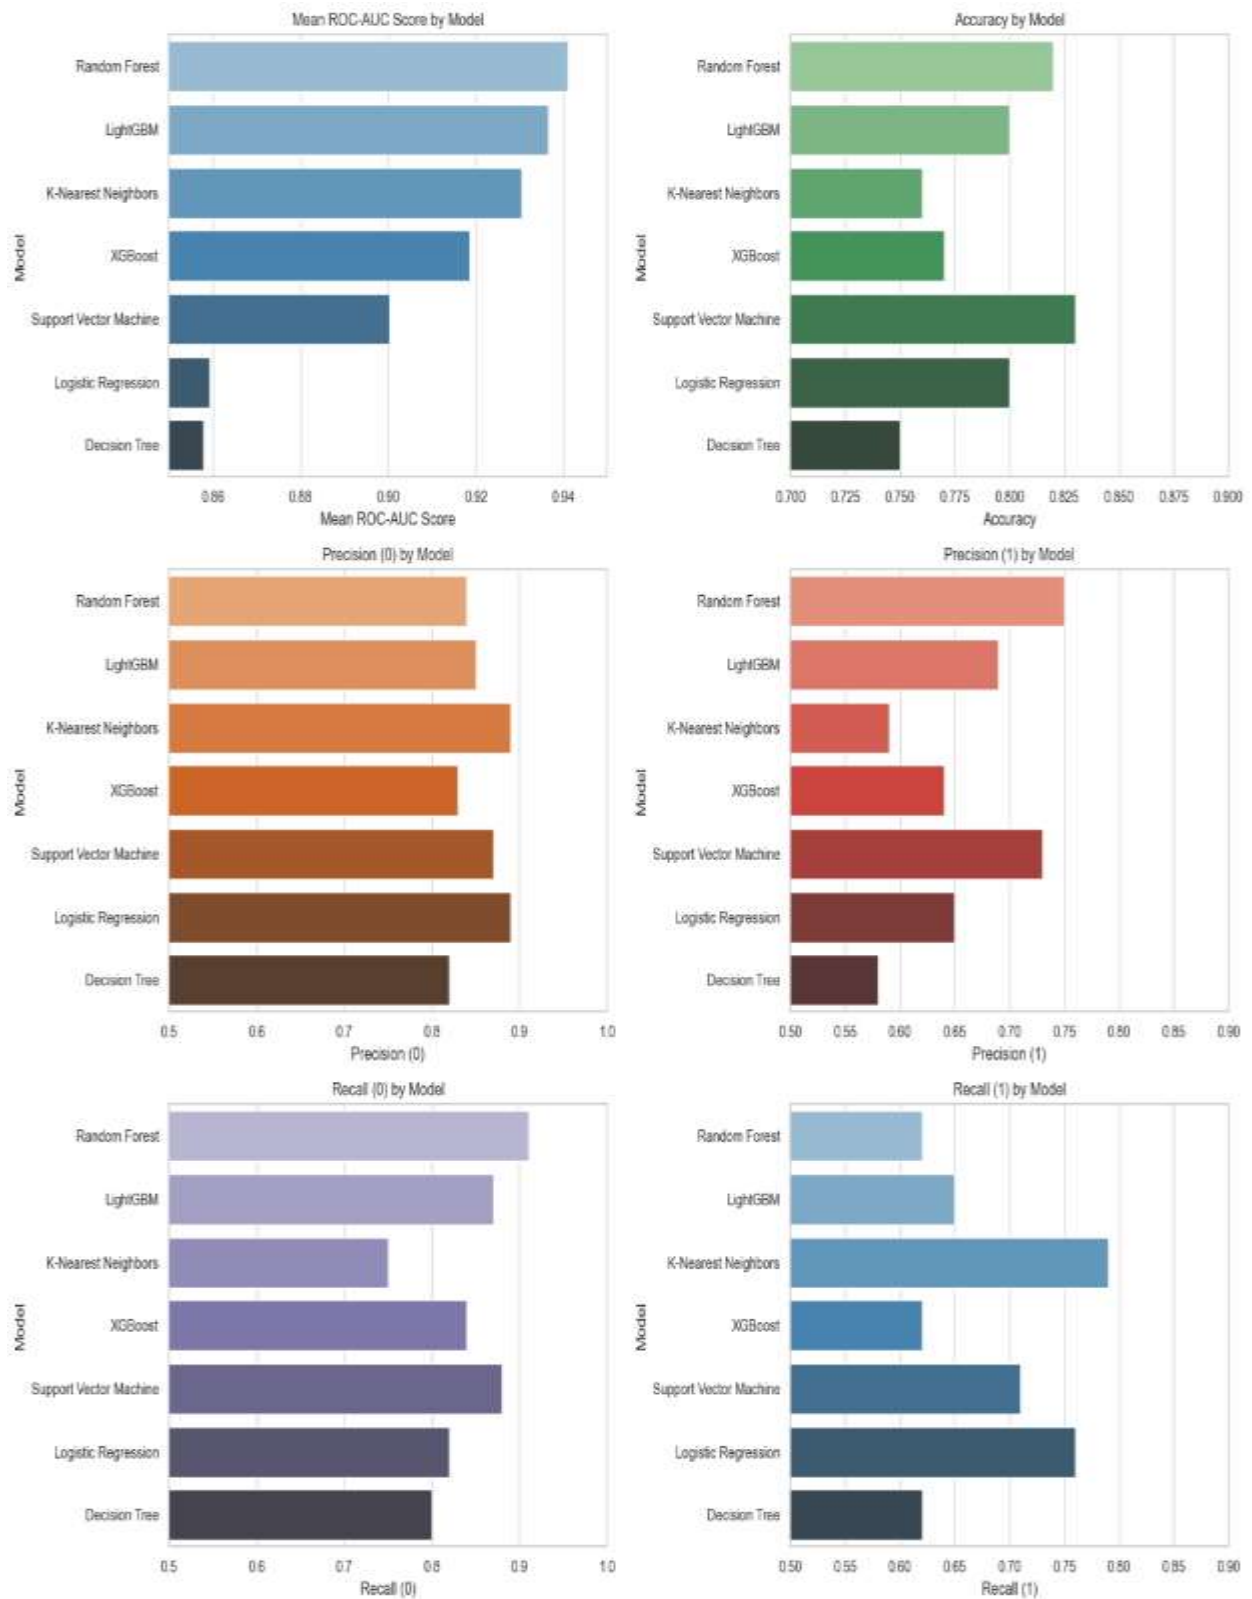 Mean ROC-AUC Score by Model
Random Forest
LightGBM
K-Nearest Neighbors
XGBoost
Support Vector Machine
Logistic Regression
Decision Tree
Model
0.86 0.88 0.90 0.92 0.94
Mean ROC-AUC Score
Accuracy by Model
Random Forest
LightGBM
K-Nearest Neighbors
XGBoost
Support Vector Machine
Logistic Regression
Decision Tree
Model
0.700 0.725 0.750 0.775 0.800 0.825 0.850 0.875 0.900
Accuracy
Precision (0) by Model
Random Forest
LightGBM
K-Nearest Neighbors
XGBoost
Support Vector Machine
Logistic Regression
Decision Tree
Model
0.5 0.6 0.7 0.8 0.9 1.0
Precision (0)
Precision (1) by Model
Random Forest
LightGBM
K-Nearest Neighbors
XGBoost
Support Vector Machine
Logistic Regression
Decision Tree
Model
0.50 0.55 0.60 0.65 0.70 0.75 0.80 0.85 0.90
Precision (1)
Recall (0) by Model
Random Forest
LightGBM
K-Nearest Neighbors
XGBoost
Support Vector Machine
Logistic Regression
Decision Tree
Model
0.5 0.6 0.7 0.8 0.9 1.0
Recall (0)
Recall (1) by Model
Random Forest
LightGBM
K-Nearest Neighbors
XGBoost
Support Vector Machine
Logistic Regression
Decision Tree
Model
0.50 0.55 0.60 0.65 0.70 0.75 0.80 0.85 0.90
Recall (1)